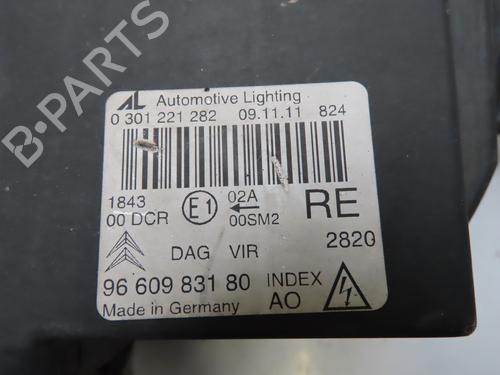 AL Automotive Lighting
0 301 221 282 09.11.11 824
1843 02A
00 DCR E1 00SM2 RE
DAG VIR 2820
96 609 831 80 INDEX
Made in Germany AO
B-PARTS